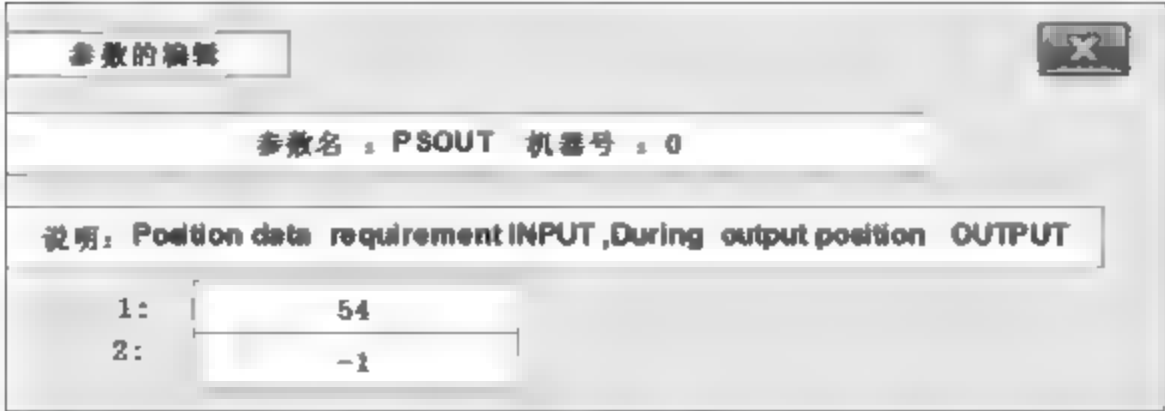 参数的编辑
X
参数名 : PSOUT 机器号 : 0
说明: Position data requirement INPUT ,During output position OUTPUT
1: 54
2: -1